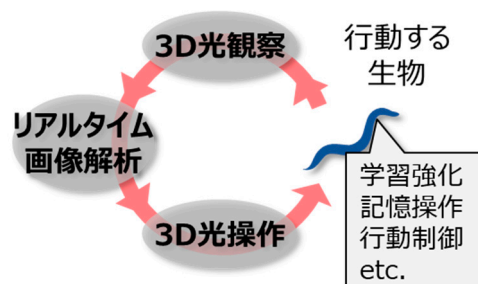 3D光観察
行動する
生物
リアルタイム
画像解析
3D光操作
学習強化
記憶操作
行動制御
etc.